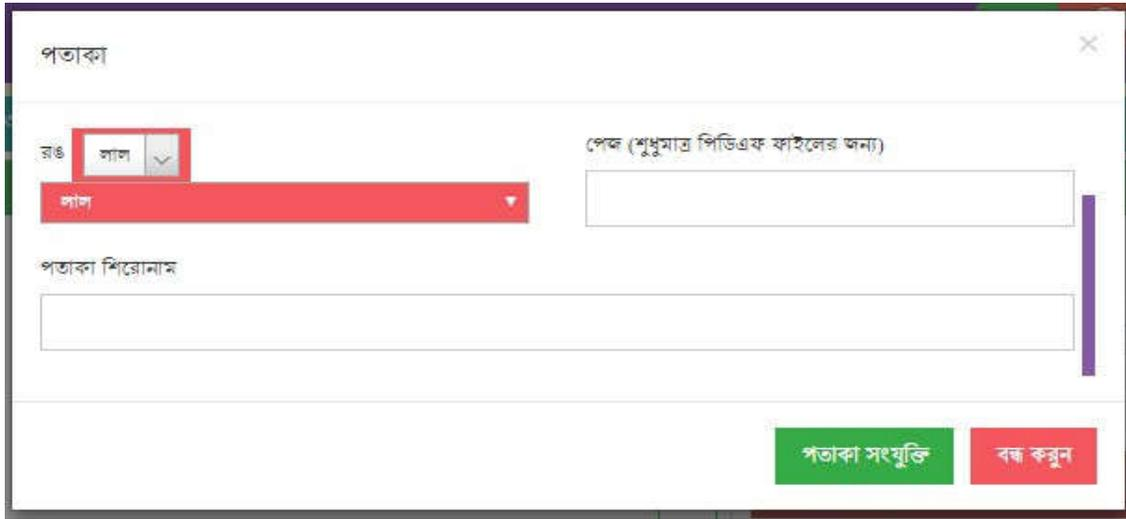 পতাকা
×
রঙ লাল
লাল
পেজ (শুধুমাত্র পিডিএফ ফাইলের জন্য)
পতাকা শিরোনাম
পতাকা সংযুক্তি
বন্ধ করুন